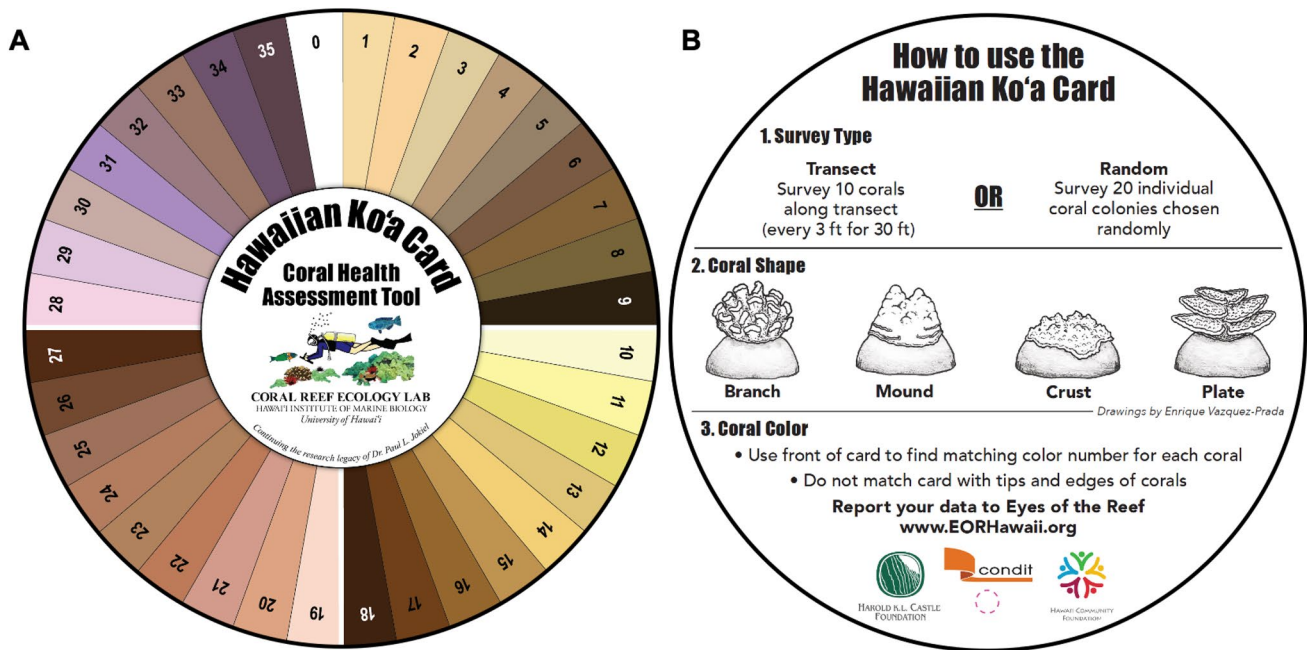 A
0
1
2
3
4
5
6
7
8
9
10
11
12
13
14
15
16
17
18
19
20
21
22
23
24
25
26
27
28
29
30
31
32
33
34
35
Hawaiian Ko‘a Card
Coral Health
Assessment Tool
CORAL REEF ECOLOGY LAB
HAWAI‘I INSTITUTE OF MARINE BIOLOGY
University of Hawai‘i
Continuing the research legacy of Dr. Paul L. Jokiel
B
How to use the
Hawaiian Ko‘a Card
1. Survey Type
Transect
Survey 10 corals
along transect
(every 3 ft for 30 ft)
OR
Random
Survey 20 individual
coral colonies chosen
randomly
2. Coral Shape
Branch
Mound
Crust
Plate
Drawings by Enrique Vazquez-Prada
3. Coral Color
• Use front of card to find matching color number for each coral
• Do not match card with tips and edges of corals
Report your data to Eyes of the Reef
www.EORHawaii.org
HAROLD K.L. CASTLE
FOUNDATION
condit
HAWAI‘I COMMUNITY
FOUNDATION